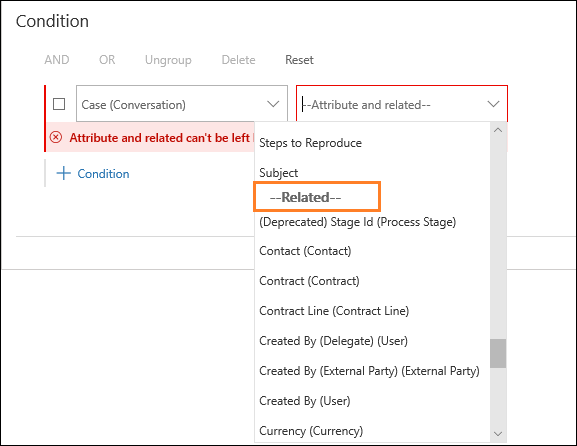 Condition
AND OR Ungroup Delete Reset
Case (Conversation) --Attribute and related--
Attribute and related can't be left
Steps to Reproduce
+ Condition
Subject
--Related--
(Deprecated) Stage Id (Process Stage)
Contact (Contact)
Contract (Contract)
Contract Line (Contract Line)
Created By (Delegate) (User)
Created By (External Party) (External Party)
Created By (User)
Currency (Currency)